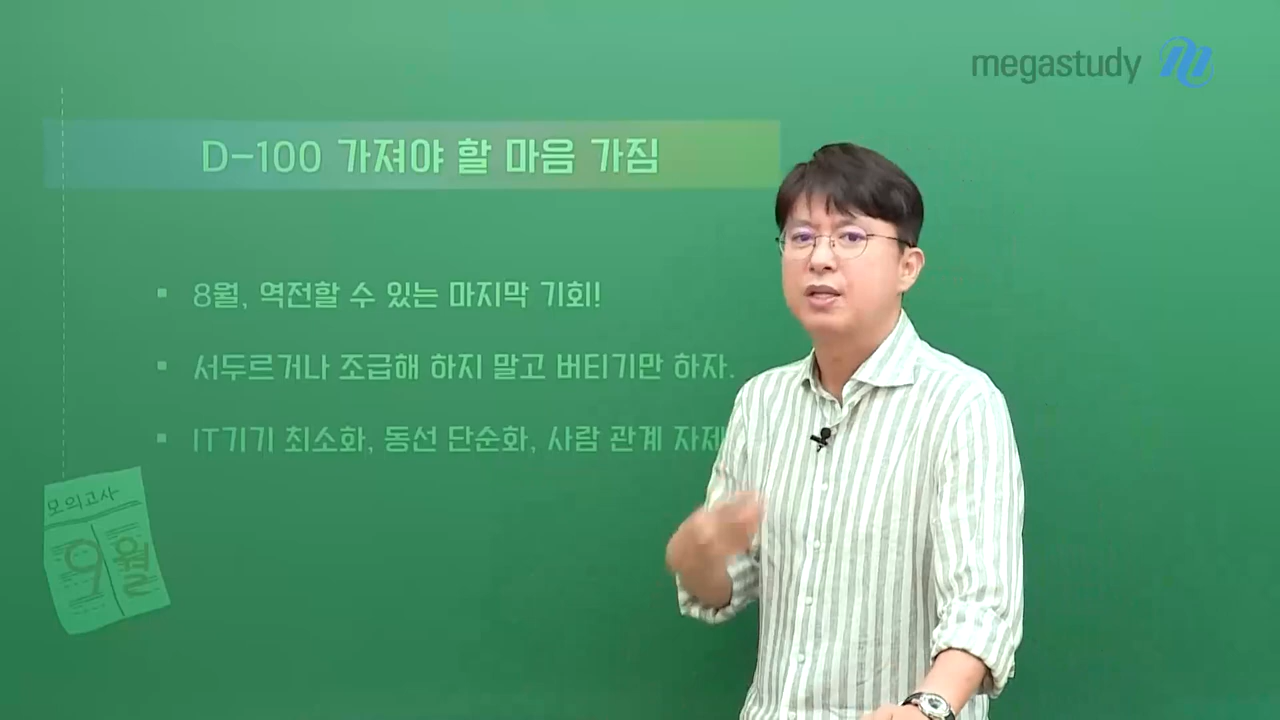 megastudy
D-100 가져야 할 마음 가짐
8월, 역전할 수 있는 마지막 기회!
서두르거나 조급해 하지 말고 버티기만 하자.
IT기기 최소화, 동선 단순화, 사람 관계 자제
모의고사
9월